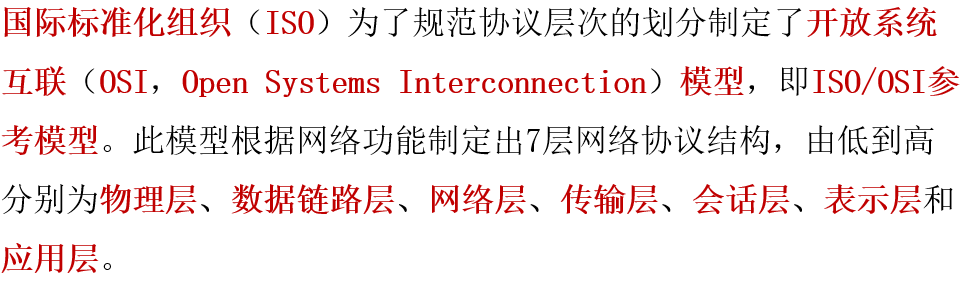 国际标准化组织（ISO）为了规范协议层次的划分制定了开放系统
互联（OSI，Open Systems Interconnection）模型，即ISO/OSI参
考模型。此模型根据网络功能制定出7层网络协议结构，由低到高
分别为物理层、数据链路层、网络层、传输层、会话层、表示层和
应用层。